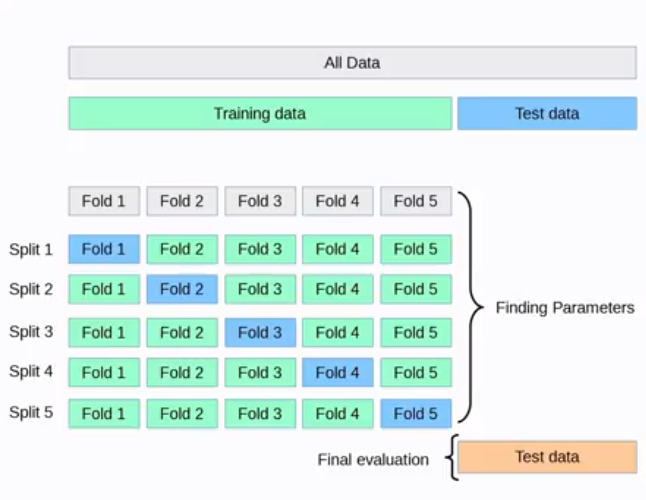 All Data
Training data Test data
Fold 1 Fold 2 Fold 3 Fold 4 Fold 5
Split 1 Fold 1 Fold 2 Fold 3 Fold 4 Fold 5
Split 2 Fold 1 Fold 2 Fold 3 Fold 4 Fold 5
Finding Parameters
Split 3 Fold 1 Fold 2 Fold 3 Fold 4 Fold 5
Split 4 Fold 1 Fold 2 Fold 3 Fold 4 Fold 5
Split 5 Fold 1 Fold 2 Fold 3 Fold 4 Fold 5
Final evaluation Test data